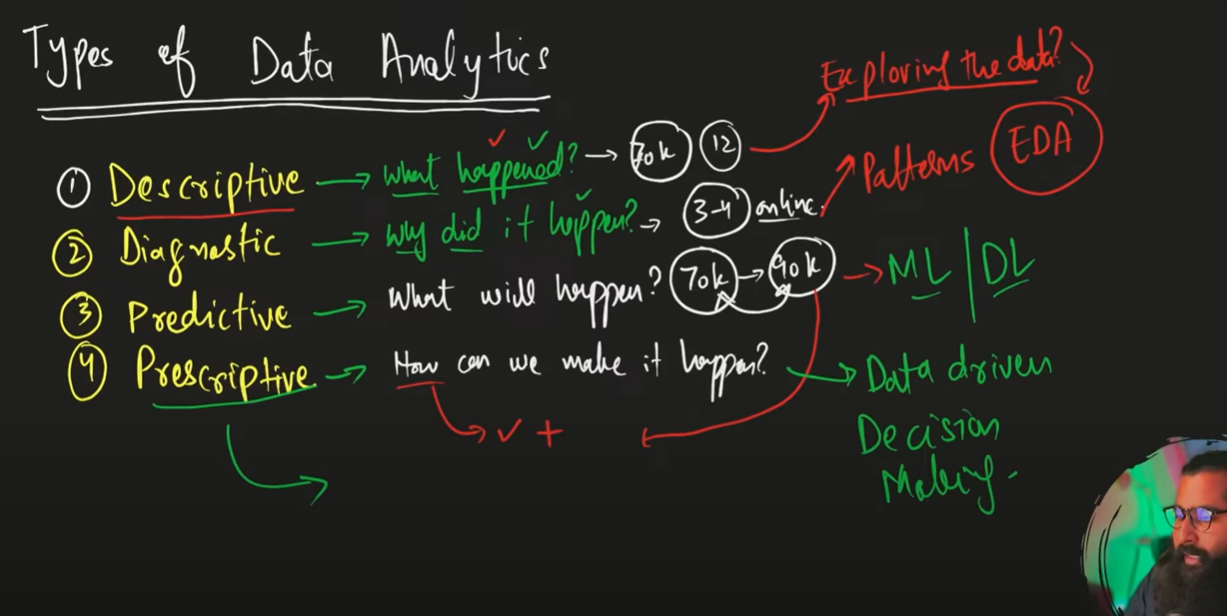 Types of Data Analytics
Exploring the data?
① Descriptive → What happened? → 70k 12
EDA
Patterns
② Diagnostic → Why did it happen? → 3-4 online.
③ Predictive → What will happen? 70k → 90k → ML | DL
④ Prescriptive → How can we make it happen? → Data driven
Decision
Making
✓ +